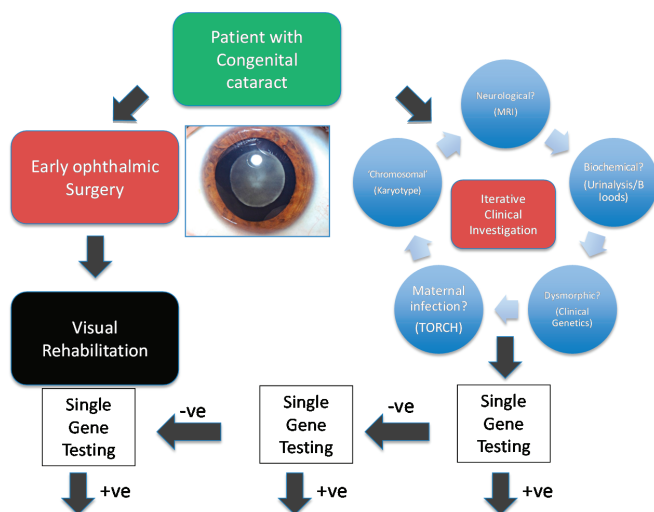 Patient with
Congenital
cataract
Early ophthalmic
Surgery
Visual
Rehabilitation
Neurological?
(MRI)
Biochemical?
(Urinalysis/B
loods)
Dysmorphic?
(Clinical
Genetics)
Maternal
infection?
(TORCH)
'Chromosomal'
(Karyotype)
Iterative
Clinical
Investigation
Single
Gene
Testing
-ve
Single
Gene
Testing
-ve
Single
Gene
Testing
+ve
+ve
+ve